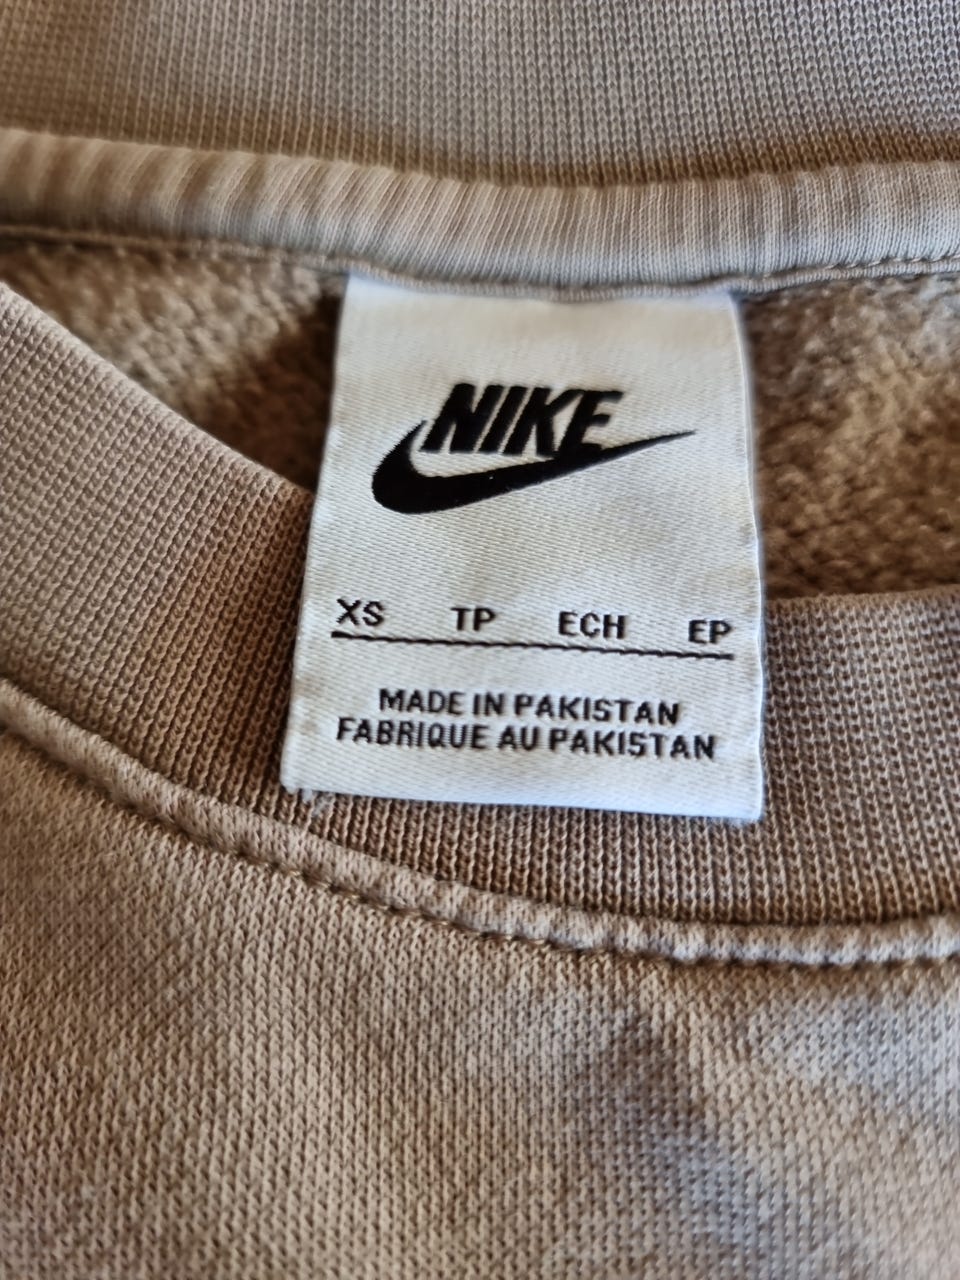 NIKE
XS TP ECH EP
MADE IN PAKISTAN
FABRIQUE AU PAKISTAN